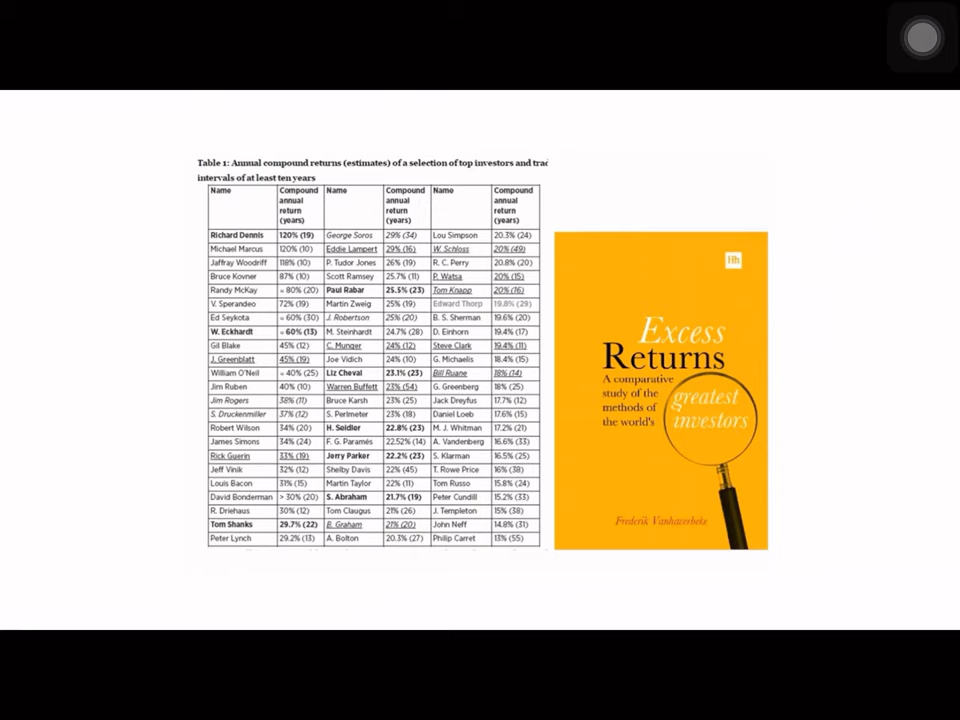 Table 1: Annual compound returns (estimates) of a selection of top investors and trad
intervals of at least ten years
Name Compound annual return (years) Name Compound annual return (years) Name Compound annual return (years)
Richard Dennis 120% (19) George Soros 29% (34) Lou Simpson 20.3% (24)
Michael Marcus 120% (10) Eddie Lampert 29% (16) W. Schloss 20% (49)
Jaffray Woodriff 118% (10) P. Tudor Jones 26% (19) R. C. Perry 20.8% (20)
Bruce Kovner 87% (10) Scott Ramsey 25.7% (11) P. Watsa 20% (15)
Randy McKay ≈ 80% (20) Paul Rabar 25.5% (23) Tom Knapp 20% (16)
V. Sperandeo 72% (19) Martin Zweig 25% (19) Edward Thorp 19.8% (29)
Ed Seykota ≈ 60% (30) J. Robertson 25% (20) B. S. Sherman 19.6% (20)
W. Eckhardt ≈ 60% (13) M. Steinhardt 24.7% (28) D. Einhorn 19.4% (17)
Gil Blake 45% (12) C. Munger 24% (12) Steve Clark 19.4% (11)
J. Greenblatt 45% (19) Joe Vidich 24% (10) G. Michaelis 18.4% (15)
William O'Neil ≈ 40% (25) Liz Cheval 23.1% (23) Bill Ruane 18% (14)
Jim Ruben 40% (10) Warren Buffett 23% (54) G. Greenberg 18% (25)
Jim Rogers 38% (11) Bruce Karsh 23% (25) Jack Dreyfus 17.7% (12)
S. Druckenmiller 37% (12) S. Perlmeter 23% (18) Daniel Loeb 17.6% (15)
Robert Wilson 34% (20) H. Seidler 22.8% (23) M. J. Whitman 17.2% (21)
James Simons 34% (24) F. G. Paramés 22.52% (14) A. Vandenberg 16.6% (33)
Rick Guerin 33% (19) Jerry Parker 22.2% (23) S. Klarman 16.5% (25)
Jeff Vinik 32% (12) Shelby Davis 22% (45) T. Rowe Price 16% (38)
Louis Bacon 31% (15) Martin Taylor 22% (11) Tom Russo 15.8% (24)
David Bonderman > 30% (20) S. Abraham 21.7% (19) Peter Cundill 15.2% (33)
R. Driehaus 30% (12) Tom Claugus 21% (26) J. Templeton 15% (38)
Tom Shanks 29.7% (22) B. Graham 21% (20) John Neff 14.8% (31)
Peter Lynch 29.2% (13) A. Bolton 20.3% (27) Philip Carret 13% (55)
Hh
Excess
Returns
A comparative
study of the
methods of
the world's
greatest
investors
Frederik Vanhaverbeke